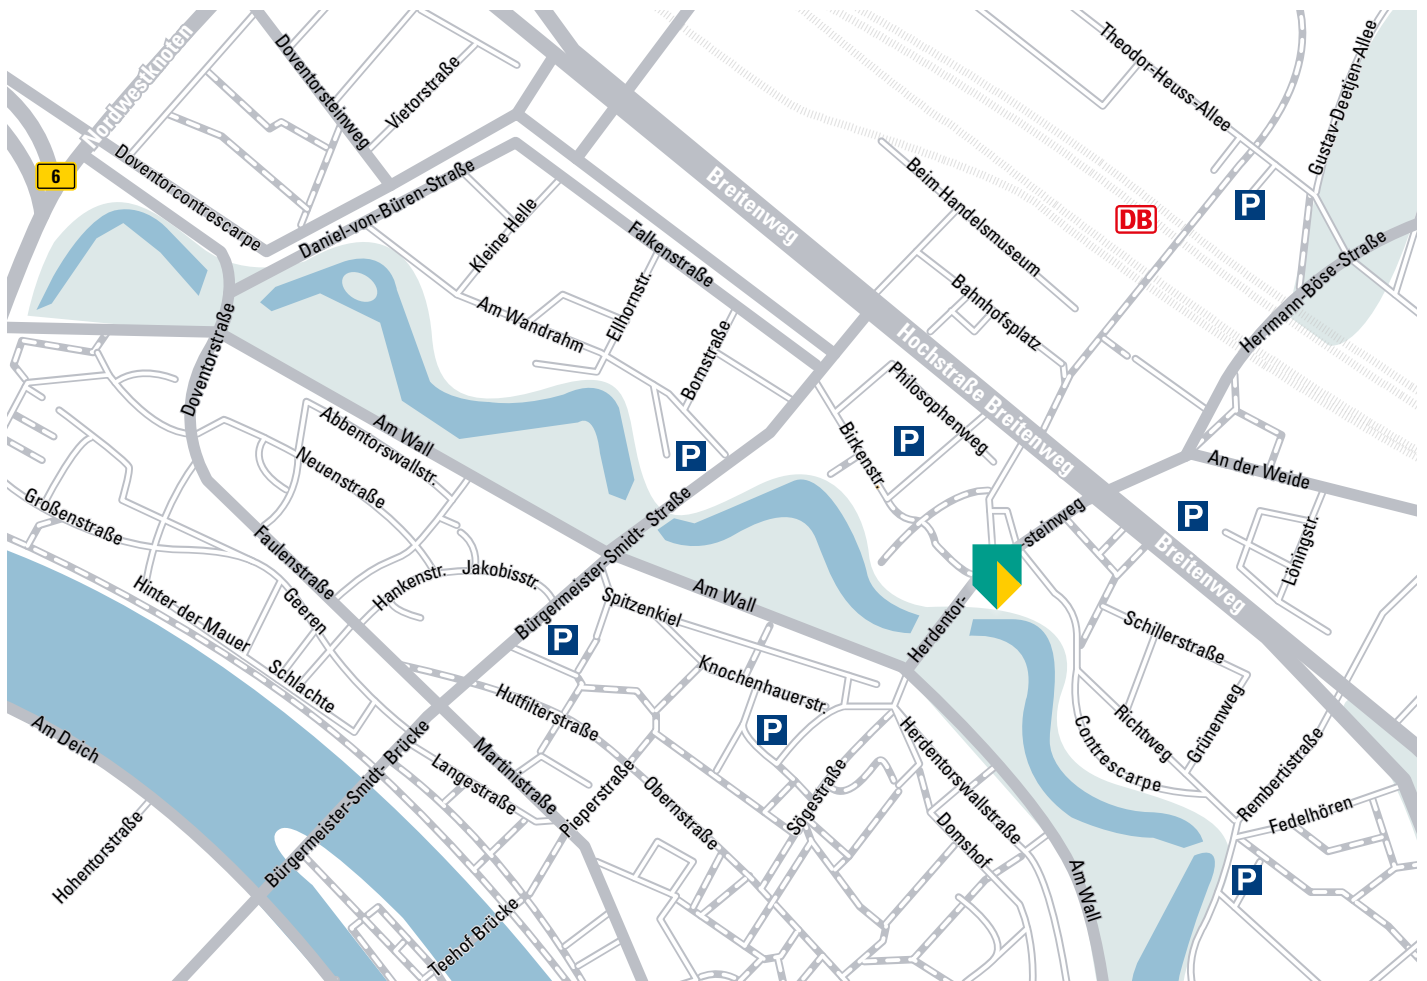 Nordwestknoten
Doventorsteinweg
Vietorstraße
Theodor-Heuss-Allee
Gustav-Deetjen-Allee
6
Doventorcontrescarpe
Daniel-von-Büren-Straße
Kleine Helle
Breitenweg
Beim Handelsmuseum
DB
P
Falkenstraße
Ellhornstr.
Am Wandrahm
Bornstraße
Bahnhofsplatz
Herrmann-Böse-Straße
Doventorstraße
Hochstraße Breitenweg
Philosophenweg
Am Wall
Abbentorswallstr.
Neuenstraße
P
Birkenstr.
P
An der Weide
Großenstraße
Faulenstraße
Bürgermeister-Smidt- Straße
Herdentor-
-steinweg
P
Löningstr.
Breitenweg
Hinter der Mauer
Geeren
Hankenstr.
Jakobisstr.
Spitzenkiel
Am Wall
P
Schillerstraße
Schlachte
Knochenhauerstr.
Hutfilterstraße
P
Richtweg
Grünenweg
Am Deich
Bürgermeister-Smidt- Brücke
Langestraße
Martinistraße
Pieperstraße
Obernstraße
Sögestraße
Herdentorswallstraße
Contrescarpe
Rembertistraße
Fedelhören
Domshof
Hohentorstraße
Teehof Brücke
Am Wall
P